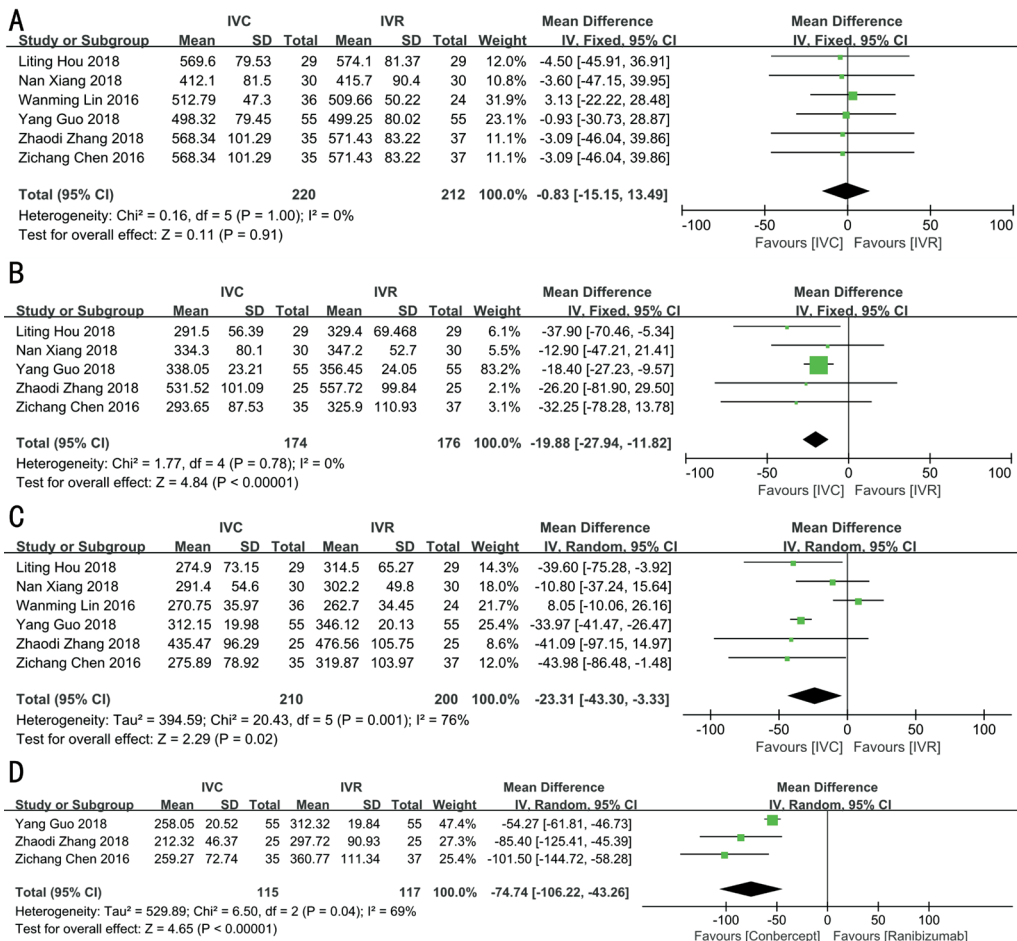 A
IVC IVR Mean Difference Mean Difference
Study or Subgroup Mean SD Total Mean SD Total Weight IV, Fixed, 95% CI IV, Fixed, 95% CI
Liting Hou 2018 569.6 79.53 29 574.1 81.37 29 12.0% -4.50 [-45.91, 36.91]
Nan Xiang 2018 412.1 81.5 30 415.7 90.4 30 10.8% -3.60 [-47.15, 39.95]
Wanming Lin 2016 512.79 47.3 36 509.66 50.22 24 31.9% 3.13 [-22.22, 28.48]
Yang Guo 2018 498.32 79.45 55 499.25 80.02 55 23.1% -0.93 [-30.73, 28.87]
Zhaodi Zhang 2018 568.34 101.29 35 571.43 83.22 37 11.1% -3.09 [-46.04, 39.86]
Zichang Chen 2016 568.34 101.29 35 571.43 83.22 37 11.1% -3.09 [-46.04, 39.86]
Total (95% CI) 220 212 100.0% -0.83 [-15.15, 13.49]
Heterogeneity: Chi² = 0.16, df = 5 (P = 1.00); I² = 0%
Test for overall effect: Z = 0.11 (P = 0.91)
-100 -50 0 50 100
Favours [IVC] Favours [IVR]
B
IVC IVR Mean Difference Mean Difference
Study or Subgroup Mean SD Total Mean SD Total Weight IV, Fixed, 95% CI IV, Fixed, 95% CI
Liting Hou 2018 291.5 56.39 29 329.4 69.468 29 6.1% -37.90 [-70.46, -5.34]
Nan Xiang 2018 334.3 80.1 30 347.2 52.7 30 5.5% -12.90 [-47.21, 21.41]
Yang Guo 2018 338.05 23.21 55 356.45 24.05 55 83.2% -18.40 [-27.23, -9.57]
Zhaodi Zhang 2018 531.52 101.09 25 557.72 99.84 25 2.1% -26.20 [-81.90, 29.50]
Zichang Chen 2016 293.65 87.53 35 325.9 110.93 37 3.1% -32.25 [-78.28, 13.78]
Total (95% CI) 174 176 100.0% -19.88 [-27.94, -11.82]
Heterogeneity: Chi² = 1.77, df = 4 (P = 0.78); I² = 0%
Test for overall effect: Z = 4.84 (P < 0.00001)
-100 -50 0 50 100
Favours [IVC] Favours [IVR]
C
IVC IVR Mean Difference Mean Difference
Study or Subgroup Mean SD Total Mean SD Total Weight IV, Random, 95% CI IV, Random, 95% CI
Liting Hou 2018 274.9 73.15 29 314.5 65.27 29 14.3% -39.60 [-75.28, -3.92]
Nan Xiang 2018 291.4 54.6 30 302.2 49.8 30 18.0% -10.80 [-37.24, 15.64]
Wanming Lin 2016 270.75 35.97 36 262.7 34.45 24 21.7% 8.05 [-10.06, 26.16]
Yang Guo 2018 312.15 19.98 55 346.12 20.13 55 25.4% -33.97 [-41.47, -26.47]
Zhaodi Zhang 2018 435.47 96.29 25 476.56 105.75 25 8.6% -41.09 [-97.15, 14.97]
Zichang Chen 2016 275.89 78.92 35 319.87 103.97 37 12.0% -43.98 [-86.48, -1.48]
Total (95% CI) 210 200 100.0% -23.31 [-43.30, -3.33]
Heterogeneity: Tau² = 394.59; Chi² = 20.43, df = 5 (P = 0.001); I² = 76%
Test for overall effect: Z = 2.29 (P = 0.02)
-100 -50 0 50 100
Favours [IVC] Favours [IVR]
D
IVC IVR Mean Difference Mean Difference
Study or Subgroup Mean SD Total Mean SD Total Weight IV, Random, 95% CI IV, Random, 95% CI
Yang Guo 2018 258.05 20.52 55 312.32 19.84 55 47.4% -54.27 [-61.81, -46.73]
Zhaodi Zhang 2018 212.32 46.37 25 297.72 90.93 25 27.3% -85.40 [-125.41, -45.39]
Zichang Chen 2016 259.27 72.74 35 360.77 111.34 37 25.4% -101.50 [-144.72, -58.28]
Total (95% CI) 115 117 100.0% -74.74 [-106.22, -43.26]
Heterogeneity: Tau² = 529.89; Chi² = 6.50, df = 2 (P = 0.04); I² = 69%
Test for overall effect: Z = 4.65 (P < 0.00001)
-100 -50 0 50 100
Favours [Conbercept] Favours [Ranibizumab]